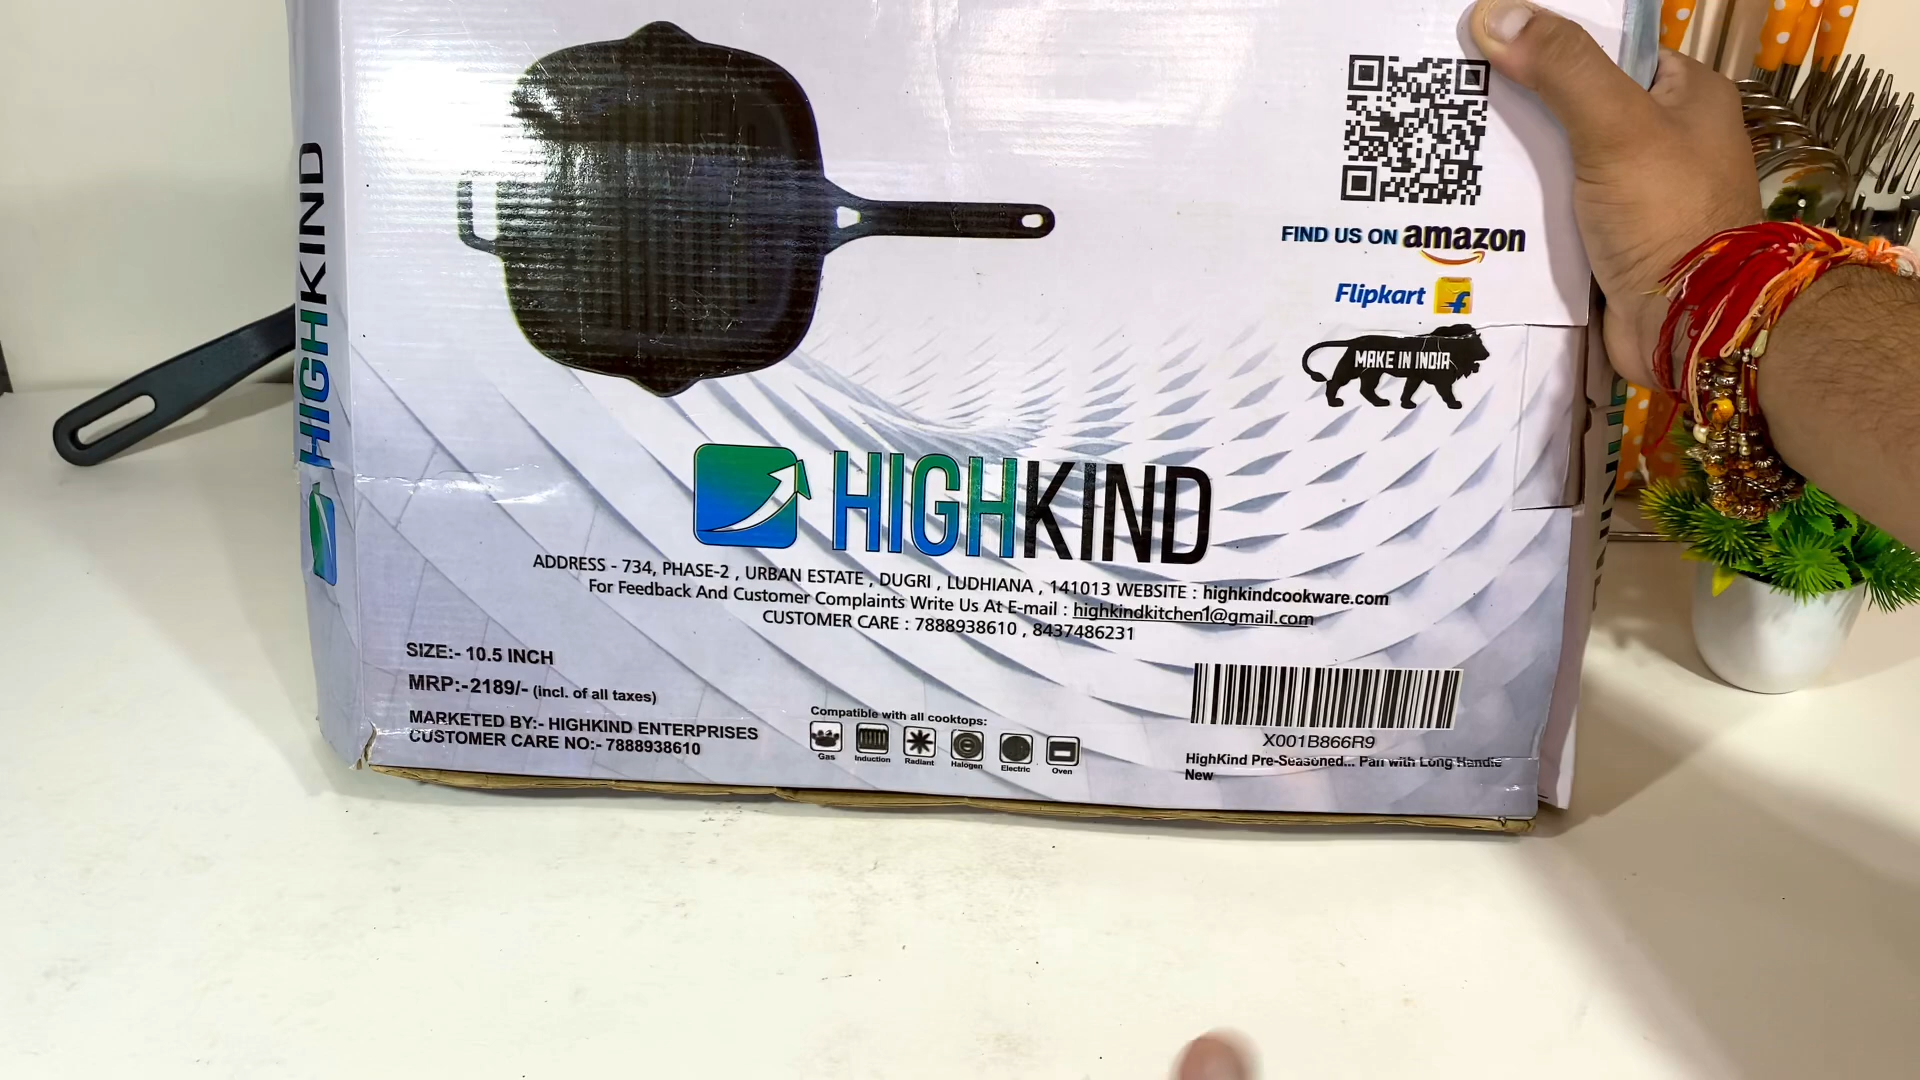 FIND US ON amazon
Flipkart
MAKE IN INDIA
HIGHKIND
HIGHKIND
ADDRESS - 734, PHASE-2 , URBAN ESTATE , DUGRI , LUDHIANA , 141013 WEBSITE : highkindcookware.com
For Feedback And Customer Complaints Write Us At E-mail : highkindkitchen1@gmail.com
CUSTOMER CARE : 7888938610 , 8437486231
SIZE:- 10.5 INCH
MRP:-2189/- (incl. of all taxes)
MARKETED BY:- HIGHKIND ENTERPRISES
CUSTOMER CARE NO:- 7888938610
Compatible with all cooktops:
Gas Induction Radiant Halogen Electric Oven
X001B866R9
HighKind Pre-Seasoned... Pan with Long Handle
New